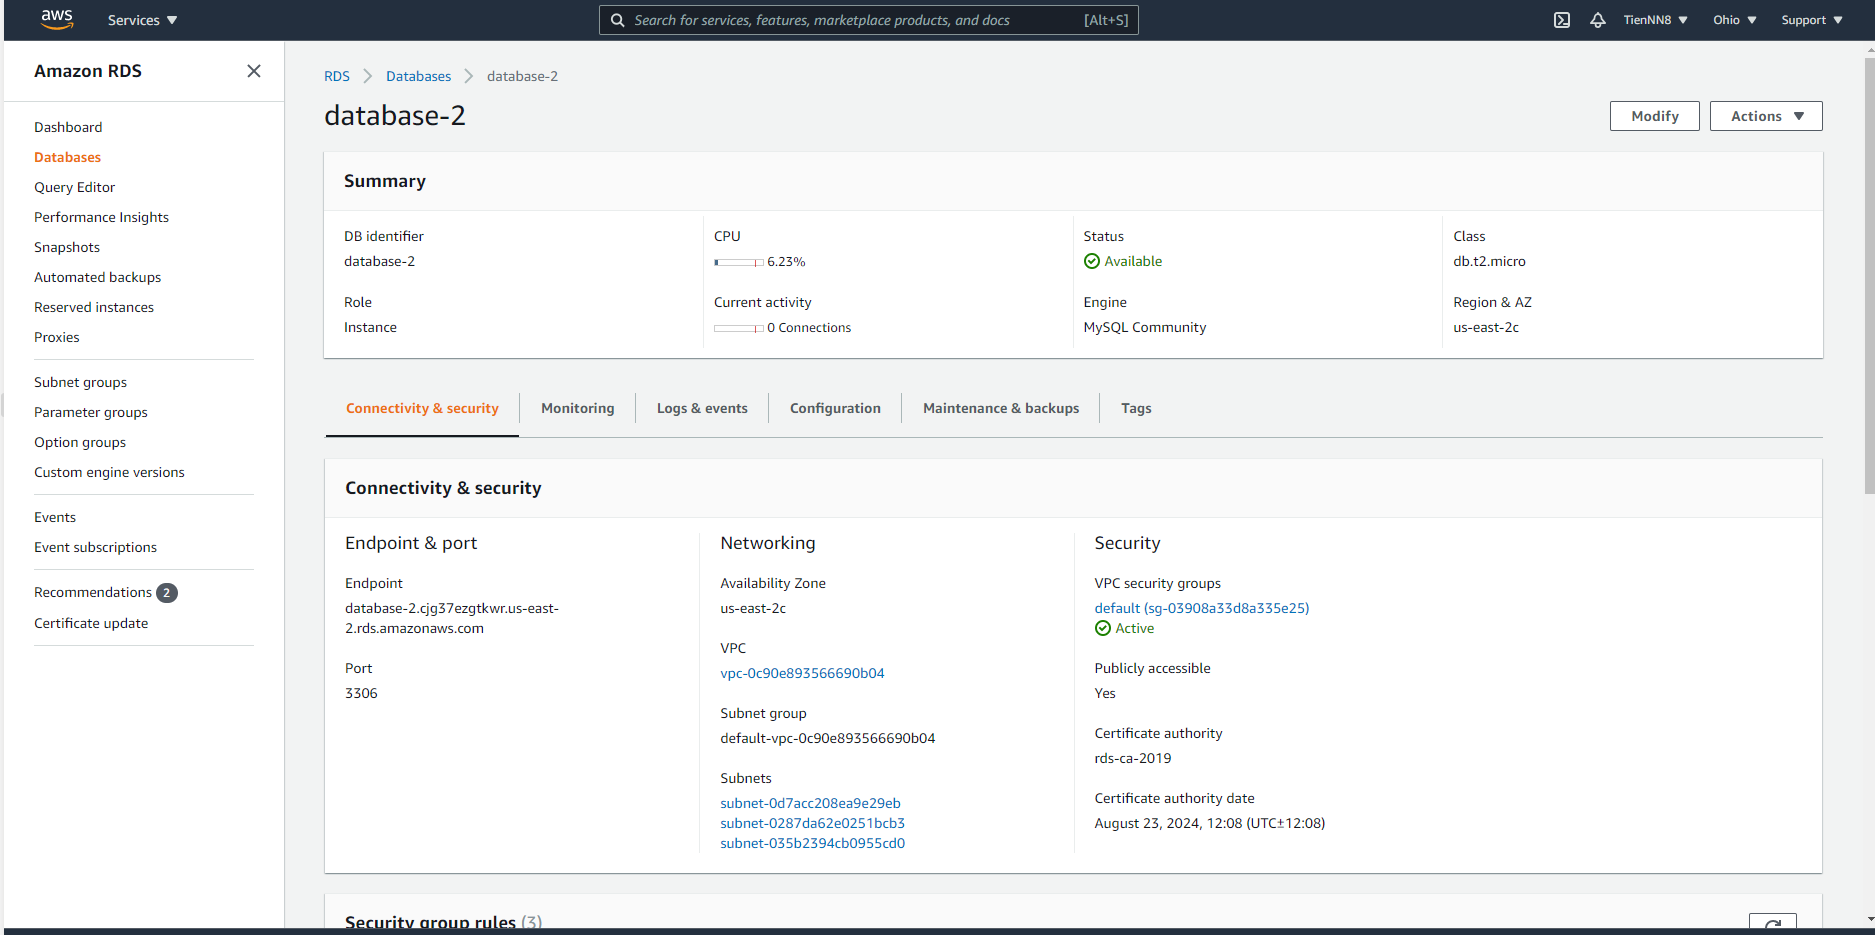 aws
Services
Search for services, features, marketplace products, and docs [Alt+S]
TienNN8
Ohio
Support
Amazon RDS
Dashboard
Databases
Query Editor
Performance Insights
Snapshots
Automated backups
Reserved instances
Proxies
Subnet groups
Parameter groups
Option groups
Custom engine versions
Events
Event subscriptions
Recommendations 2
Certificate update
RDS Databases database-2
database-2
Modify
Actions
Summary
DB identifier
database-2
CPU
6.23%
Status
Available
Class
db.t2.micro
Role
Instance
Current activity
0 Connections
Engine
MySQL Community
Region & AZ
us-east-2c
Connectivity & security
Monitoring
Logs & events
Configuration
Maintenance & backups
Tags
Connectivity & security
Endpoint & port
Endpoint
database-2.cjg37ezgtkwr.us-east-
2.rds.amazonaws.com
Port
3306
Networking
Availability Zone
us-east-2c
VPC
vpc-0c90e893566690b04
Subnet group
default-vpc-0c90e893566690b04
Subnets
subnet-0d7acc208ea9e29eb
subnet-0287da62e0251bcb3
subnet-035b2394cb0955cd0
Security
VPC security groups
default (sg-03908a33d8a335e25)
Active
Publicly accessible
Yes
Certificate authority
rds-ca-2019
Certificate authority date
August 23, 2024, 12:08 (UTC±12:08)
Security group rules (3)